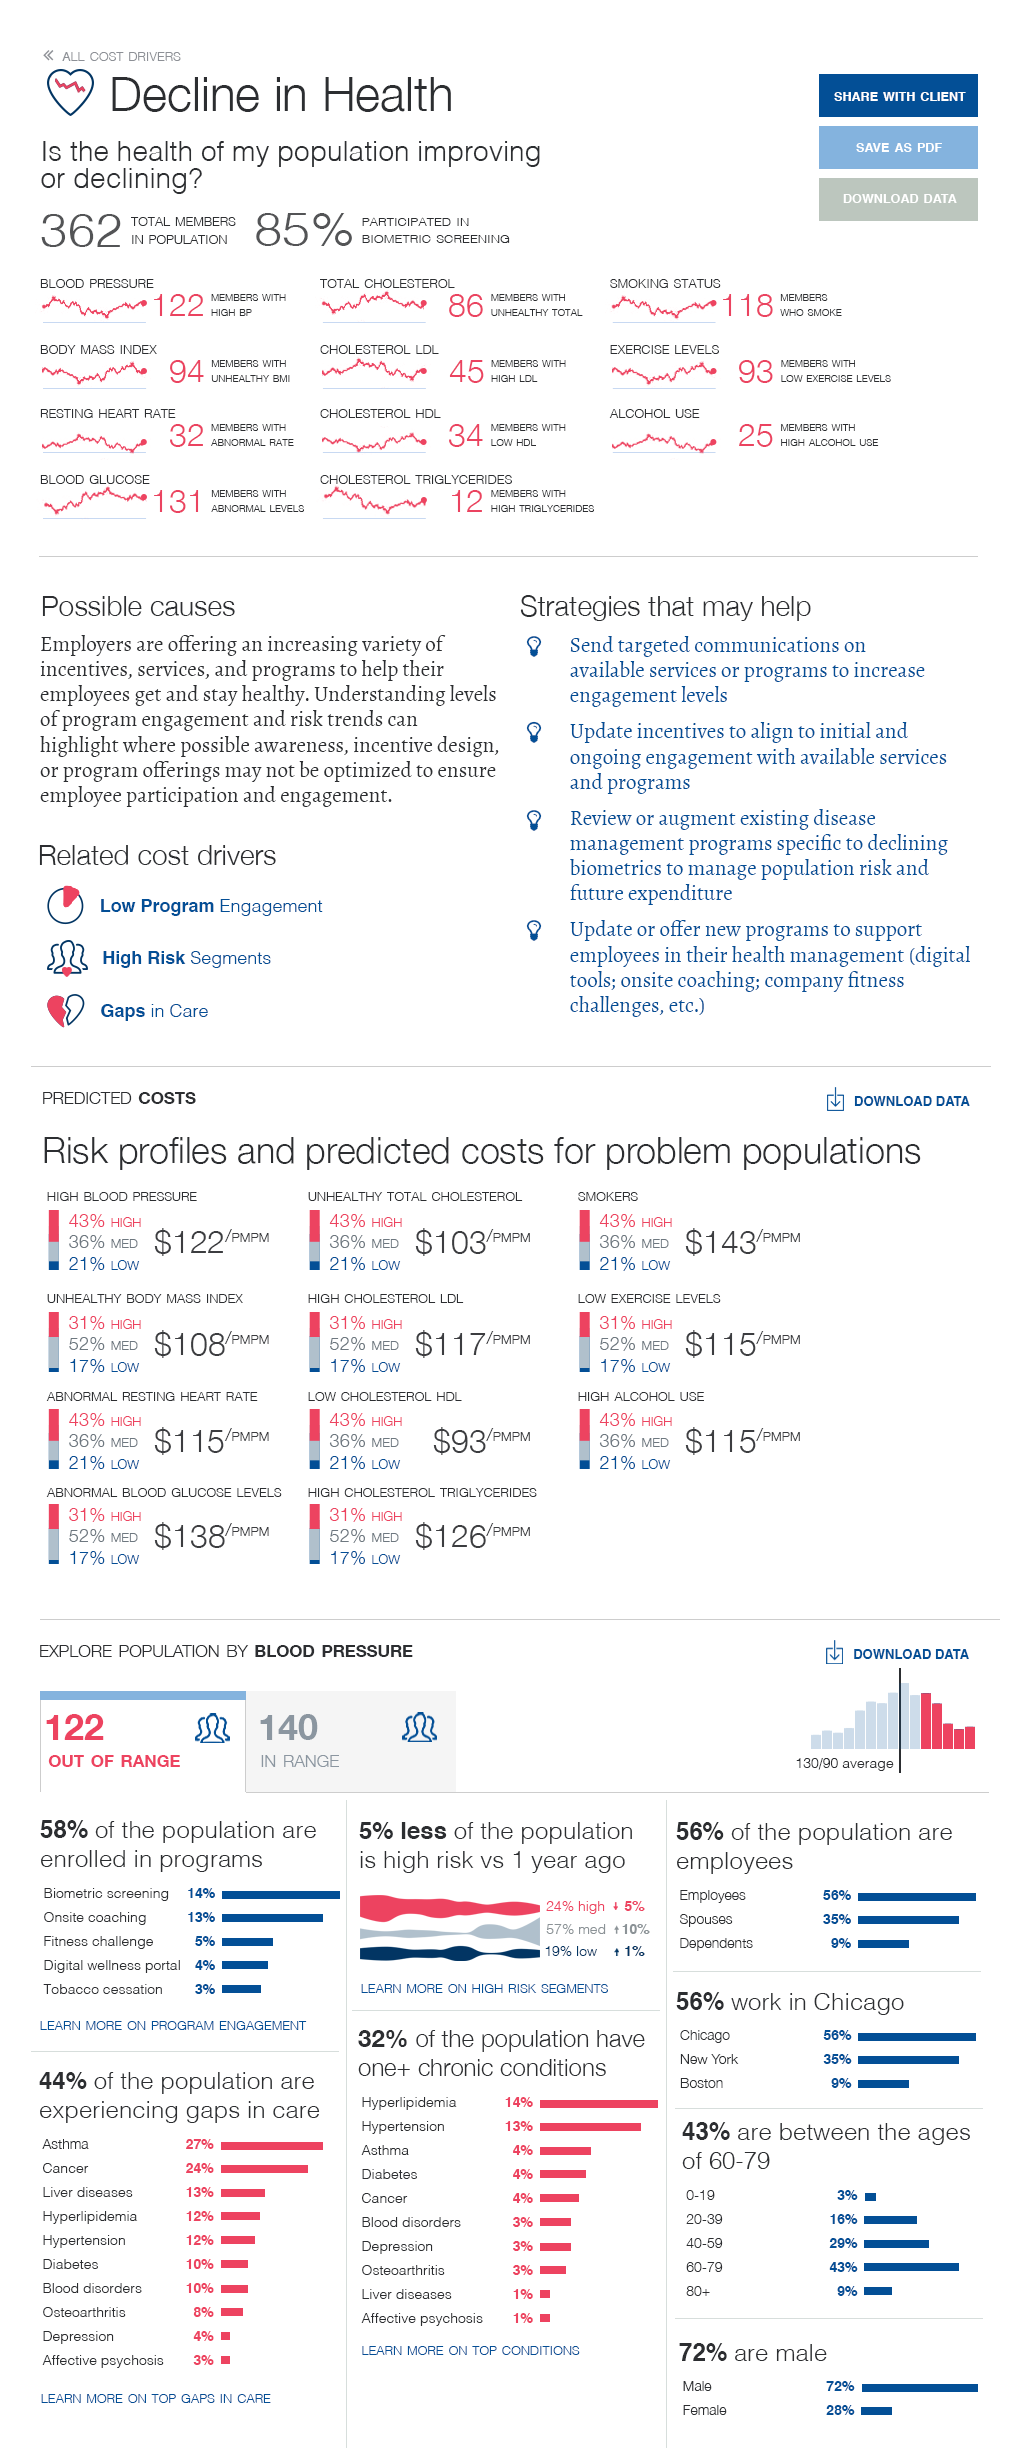 ALL COST DRIVERS
Decline in Health
SHARE WITH CLIENT
SAVE AS PDF
DOWNLOAD DATA
Is the health of my population improving
or declining?
362 TOTAL MEMBERS
IN POPULATION
85% PARTICIPATED IN
BIOMETRIC SCREENING
BLOOD PRESSURE
122 MEMBERS WITH
HIGH BP
TOTAL CHOLESTEROL
86 MEMBERS WITH
UNHEALTHY TOTAL
SMOKING STATUS
118 MEMBERS
WHO SMOKE
BODY MASS INDEX
94 MEMBERS WITH
UNHEALTHY BMI
CHOLESTEROL LDL
45 MEMBERS WITH
HIGH LDL
EXERCISE LEVELS
93 MEMBERS WITH
LOW EXERCISE LEVELS
RESTING HEART RATE
32 MEMBERS WITH
ABNORMAL RATE
CHOLESTEROL HDL
34 MEMBERS WITH
LOW HDL
ALCOHOL USE
25 MEMBERS WITH
HIGH ALCOHOL USE
BLOOD GLUCOSE
131 MEMBERS WITH
ABNORMAL LEVELS
CHOLESTEROL TRIGLYCERIDES
12 MEMBERS WITH
HIGH TRIGLYCERIDES
Possible causes
Employers are offering an increasing variety of
incentives, services, and programs to help their
employees get and stay healthy. Understanding levels
of program engagement and risk trends can
highlight where possible awareness, incentive design,
or program offerings may not be optimized to ensure
employee participation and engagement.
Related cost drivers
Low Program Engagement
High Risk Segments
Gaps in Care
Strategies that may help
Send targeted communications on
available services or programs to increase
engagement levels
Update incentives to align to initial and
ongoing engagement with available services
and programs
Review or augment existing disease
management programs specific to declining
biometrics to manage population risk and
future expenditure
Update or offer new programs to support
employees in their health management (digital
tools; onsite coaching; company fitness
challenges, etc.)
PREDICTED COSTS
DOWNLOAD DATA
Risk profiles and predicted costs for problem populations
HIGH BLOOD PRESSURE
43% HIGH
36% MED
21% LOW
$122/PMPM
UNHEALTHY TOTAL CHOLESTEROL
43% HIGH
36% MED
21% LOW
$103/PMPM
SMOKERS
43% HIGH
36% MED
21% LOW
$143/PMPM
UNHEALTHY BODY MASS INDEX
31% HIGH
52% MED
17% LOW
$108/PMPM
HIGH CHOLESTEROL LDL
31% HIGH
52% MED
17% LOW
$117/PMPM
LOW EXERCISE LEVELS
31% HIGH
52% MED
17% LOW
$115/PMPM
ABNORMAL RESTING HEART RATE
43% HIGH
36% MED
21% LOW
$115/PMPM
LOW CHOLESTEROL HDL
43% HIGH
36% MED
21% LOW
$93/PMPM
HIGH ALCOHOL USE
43% HIGH
36% MED
21% LOW
$115/PMPM
ABNORMAL BLOOD GLUCOSE LEVELS
31% HIGH
52% MED
17% LOW
$138/PMPM
HIGH CHOLESTEROL TRIGLYCERIDES
31% HIGH
52% MED
17% LOW
$126/PMPM
EXPLORE POPULATION BY BLOOD PRESSURE
DOWNLOAD DATA
122
OUT OF RANGE
140
IN RANGE
130/90 average
58% of the population are
enrolled in programs
Biometric screening 14%
Onsite coaching 13%
Fitness challenge 5%
Digital wellness portal 4%
Tobacco cessation 3%
LEARN MORE ON PROGRAM ENGAGEMENT
44% of the population are
experiencing gaps in care
Asthma 27%
Cancer 24%
Liver diseases 13%
Hyperlipidemia 12%
Hypertension 12%
Diabetes 10%
Blood disorders 10%
Osteoarthritis 8%
Depression 4%
Affective psychosis 3%
LEARN MORE ON TOP GAPS IN CARE
5% less of the population
is high risk vs 1 year ago
24% high 5%
57% med 10%
19% low 1%
LEARN MORE ON HIGH RISK SEGMENTS
32% of the population have
one+ chronic conditions
Hyperlipidemia 14%
Hypertension 13%
Asthma 4%
Diabetes 4%
Cancer 4%
Blood disorders 3%
Depression 3%
Osteoarthritis 3%
Liver diseases 1%
Affective psychosis 1%
LEARN MORE ON TOP CONDITIONS
56% of the population are
employees
Employees 56%
Spouses 35%
Dependents 9%
56% work in Chicago
Chicago 56%
New York 35%
Boston 9%
43% are between the ages
of 60-79
0-19 3%
20-39 16%
40-59 29%
60-79 43%
80+ 9%
72% are male
Male 72%
Female 28%